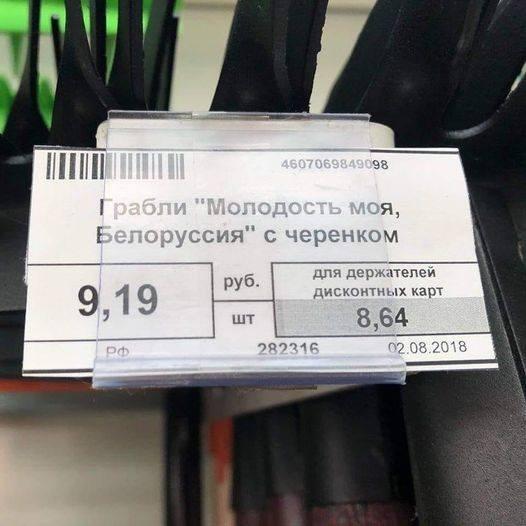 4607069849098
Грабли "Молодость моя,
Белоруссия" с черенком
9,19
руб.
шт
для держателей
дисконтных карт
8,64
РФ
282316
02.08.2018